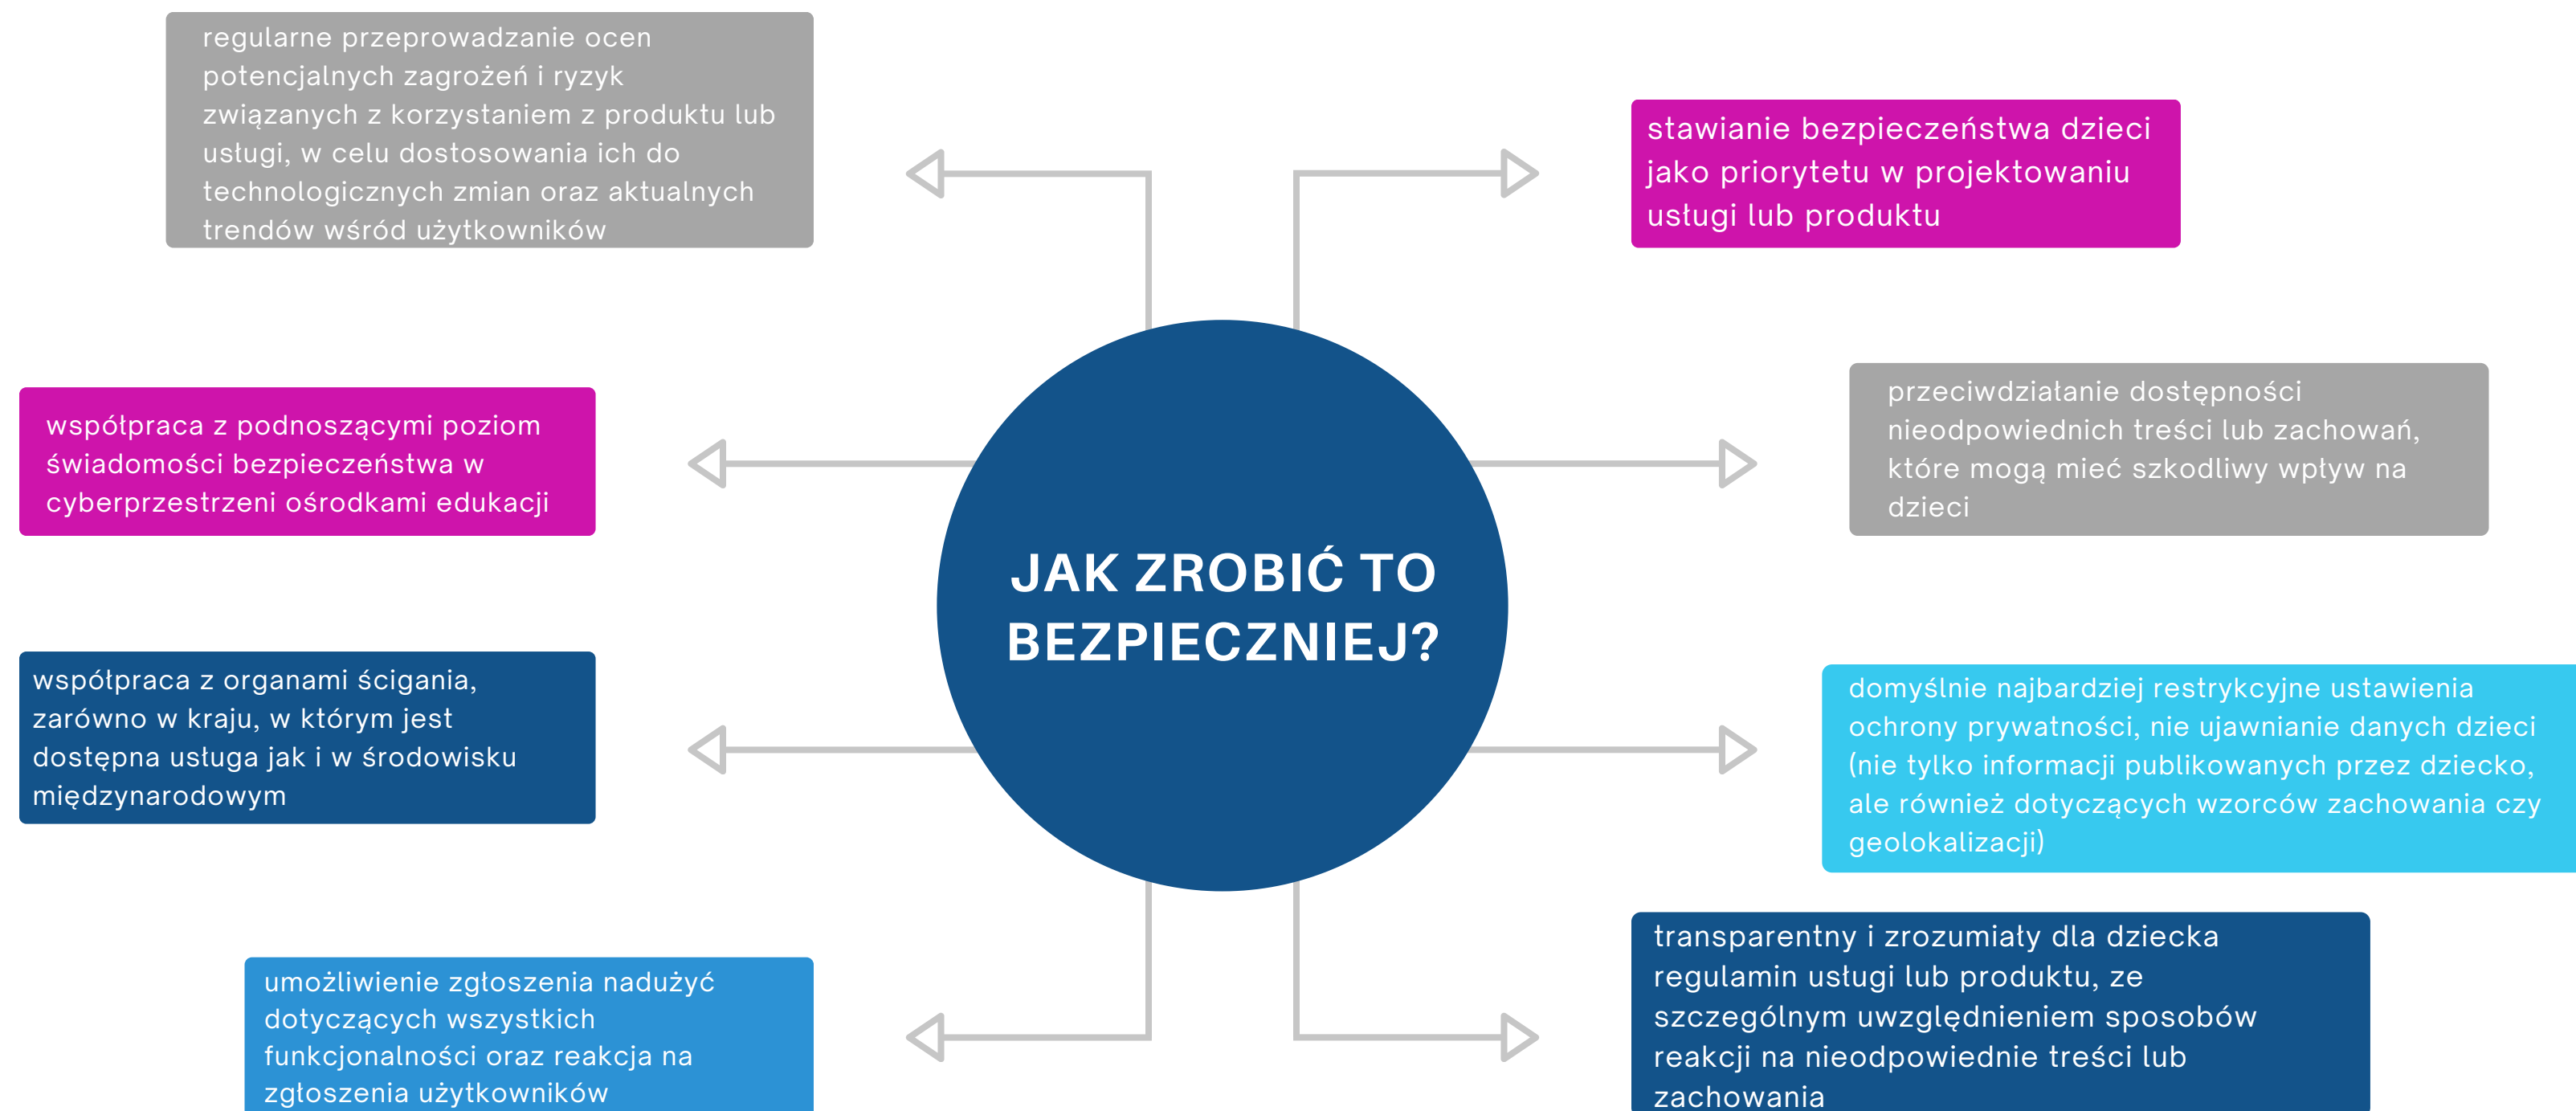 regularne przeprowadzanie ocen
potencjalnych zagrożeń i ryzyk
związanych z korzystaniem z produktu lub
usługi, w celu dostosowania ich do
technologicznych zmian oraz aktualnych
trendów wśród użytkowników
stawianie bezpieczeństwa dzieci
jako priorytetu w projektowaniu
usługi lub produktu
współpraca z podnoszącymi poziom
świadomości bezpieczeństwa w
cyberprzestrzeni ośrodkami edukacji
przeciwdziałanie dostępności
nieodpowiednich treści lub zachowań,
które mogą mieć szkodliwy wpływ na
dzieci
JAK ZROBIĆ TO
BEZPIECZNIEJ?
współpraca z organami ścigania,
zarówno w kraju, w którym jest
dostępna usługa jak i w środowisku
międzynarodowym
domyślnie najbardziej restrykcyjne ustawienia
ochrony prywatności, nie ujawnianie danych dzieci
(nie tylko informacji publikowanych przez dziecko,
ale również dotyczących wzorców zachowania czy
geolokalizacji)
umożliwienie zgłoszenia nadużyć
dotyczących wszystkich
funkcjonalności oraz reakcja na
zgłoszenia użytkowników
transparentny i zrozumiały dla dziecka
regulamin usługi lub produktu, ze
szczególnym uwzględnieniem sposobów
reakcji na nieodpowiednie treści lub
zachowania